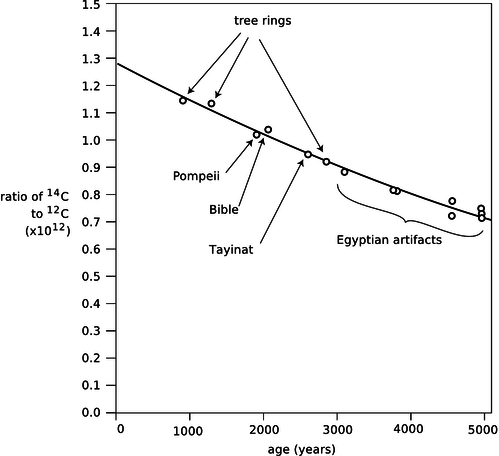 1.5
tree rings
1.4
1.3
1.2
1.1
1.0
0.9
Pompeii
0.8
ratio of ¹⁴C
to ¹²C
(x10¹²)
Bible
0.7
Egyptian artifacts
Tayinat
0.6
0.5
0.4
0.3
0.2
0.1
0.0
0 1000 2000 3000 4000 5000
age (years)